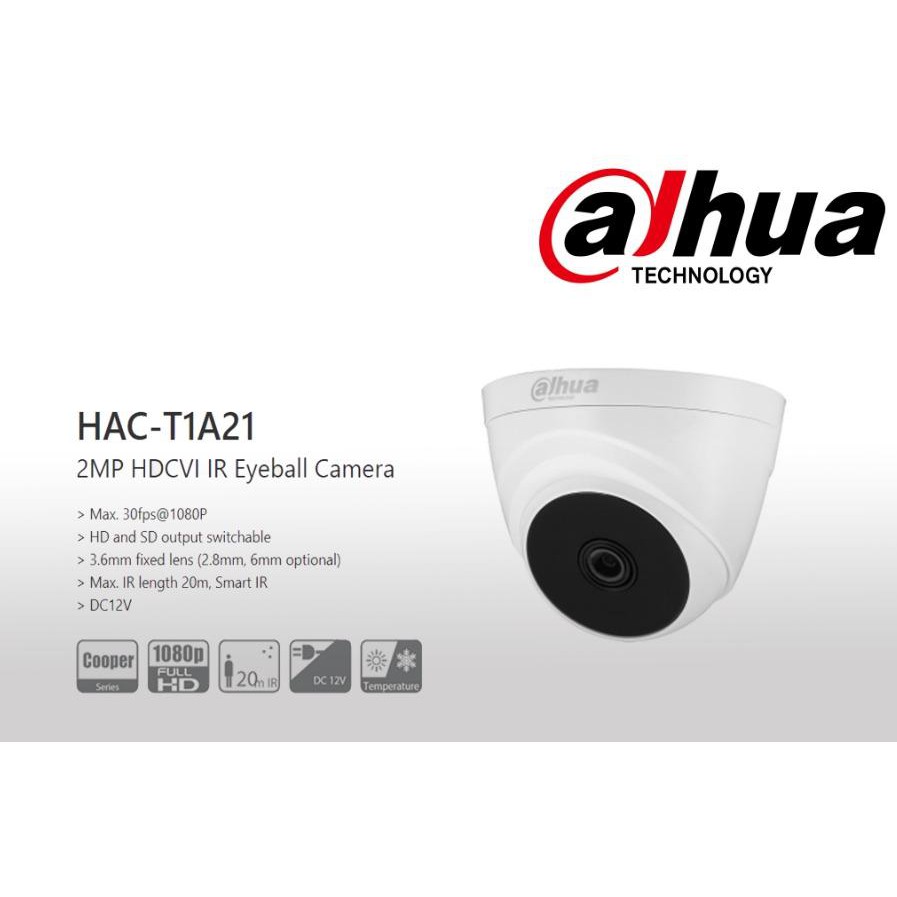 alhua
TECHNOLOGY
alhua
TECHNOLOGY
HAC-T1A21
2MP HDCVI IR Eyeball Camera
> Max. 30fps@1080P
> HD and SD output switchable
> 3.6mm fixed lens (2.8mm, 6mm optional)
> Max. IR length 20m, Smart IR
> DC12V
Cooper
Series
1080p
FULL
HD
20m IR
DC 12V
Temperature